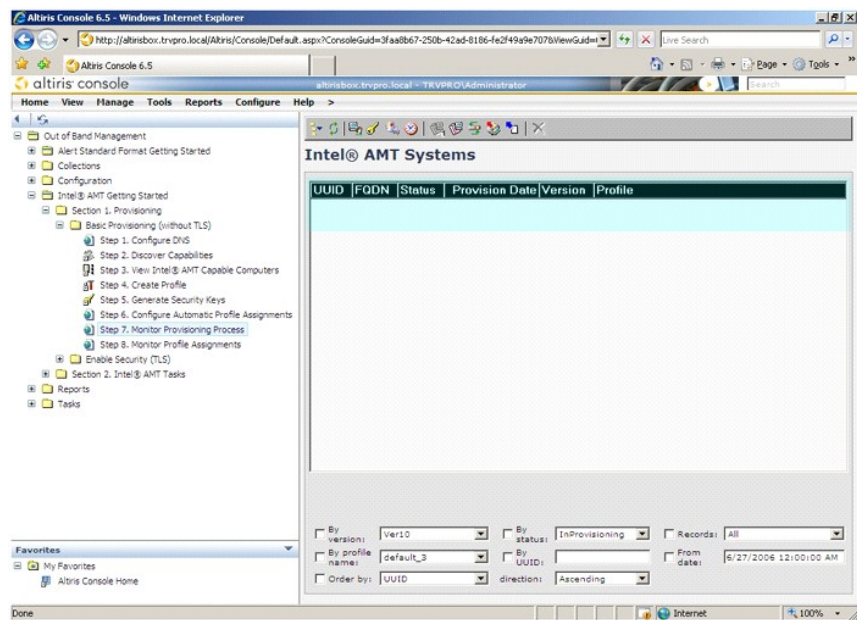 Altiris Console 6.5 - Windows Internet Explorer
http://altirisbox.trvpro.local/Altiris/Console/Default.aspx?ConsoleGuid=3faa8b67-250b-42ad-8186-fe2f49a9e707&ViewGuid=
Live Search
Altiris Console 6.5
Page
Tools
altiris console
altirisbox.trvpro.local - TRVPRO\Administrator
Search
Home View Manage Tools Reports Configure Help >
Out of Band Management
Alert Standard Format Getting Started
Collections
Configuration
Intel® AMT Getting Started
Section 1. Provisioning
Basic Provisioning (without TLS)
Step 1. Configure DNS
Step 2. Discover Capabilities
Step 3. View Intel® AMT Capable Computers
Step 4. Create Profile
Step 5. Generate Security Keys
Step 6. Configure Automatic Profile Assignments
Step 7. Monitor Provisioning Process
Step 8. Monitor Profile Assignments
Enable Security (TLS)
Section 2. Intel® AMT Tasks
Reports
Tasks
Intel® AMT Systems
UUID FQDN Status Provision Date Version Profile
By version: Ver10 By status: InProvisioning Records: All
By profile name: default_3 By UUID: From date: 6/27/2006 12:00:00 AM
Order by: UUID direction: Ascending
Favorites
My Favorites
Altiris Console Home
Done
Internet
100%